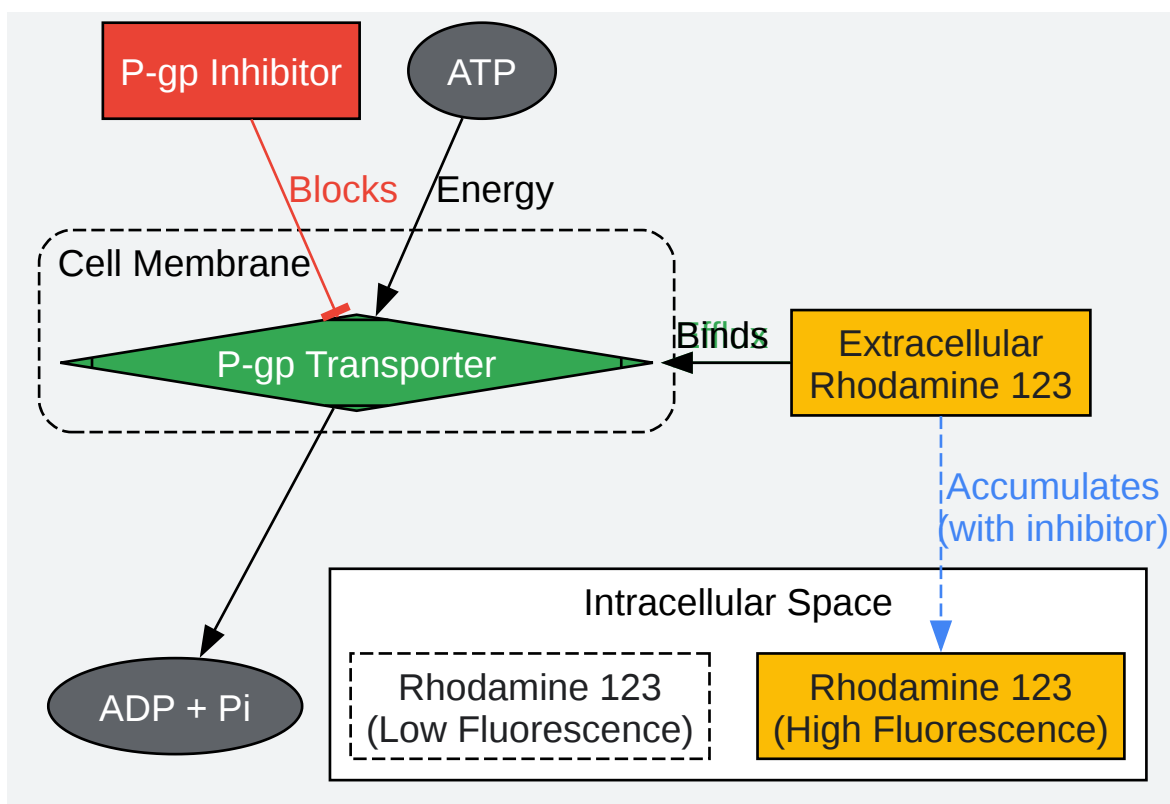 P-gp Inhibitor
ATP
Blocks
Energy
Cell Membrane
Binds
P-gp Transporter
Extracellular
Rhodamine 123
Accumulates
(with inhibitor)
Intracellular Space
Rhodamine 123
(Low Fluorescence)
Rhodamine 123
(High Fluorescence)
ADP + Pi